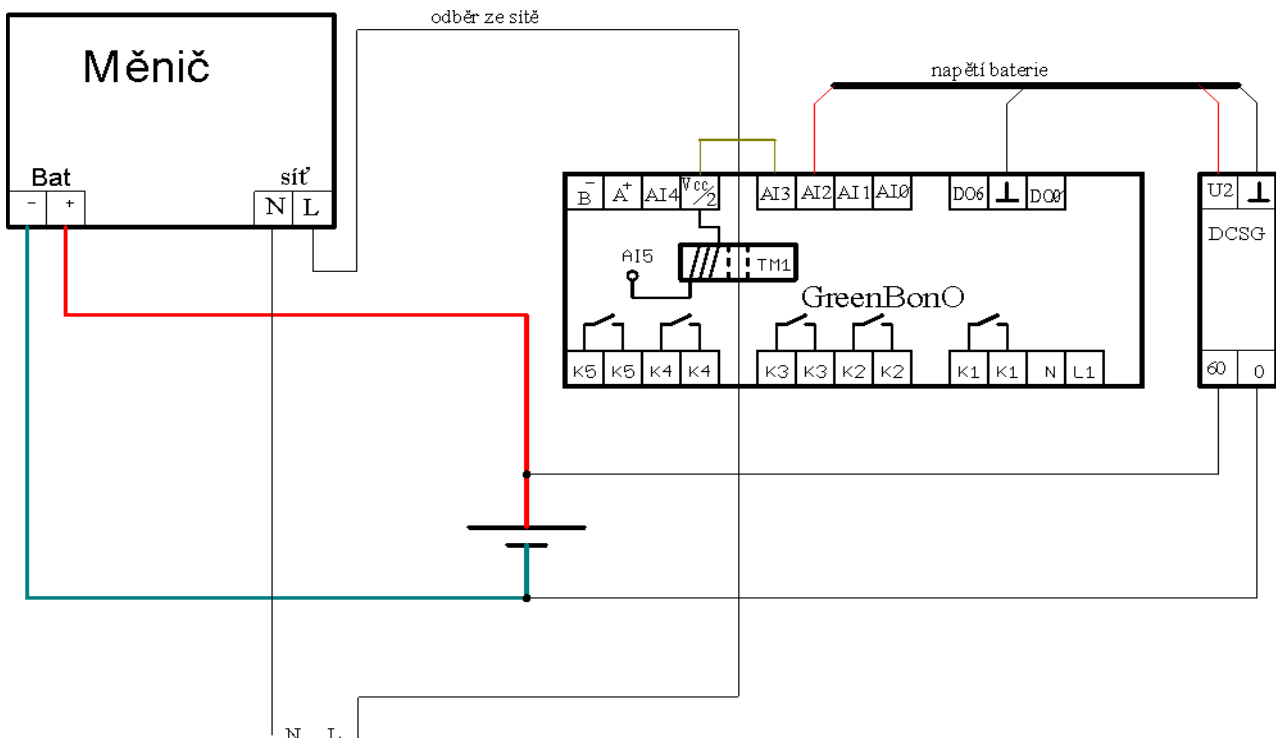 odběr ze sítě
Měnič
napětí baterie
Bat síť
- + N L
B- A+ AI4 Vcc/2 AI3 AI2 AI1 AI0 DO6 ⊥ DO0 U2 ⊥
DCSG
AI5 TM1
GreenBonO
K5 K5 K4 K4 K3 K3 K2 K2 K1 K1 N L1 60 0
N L